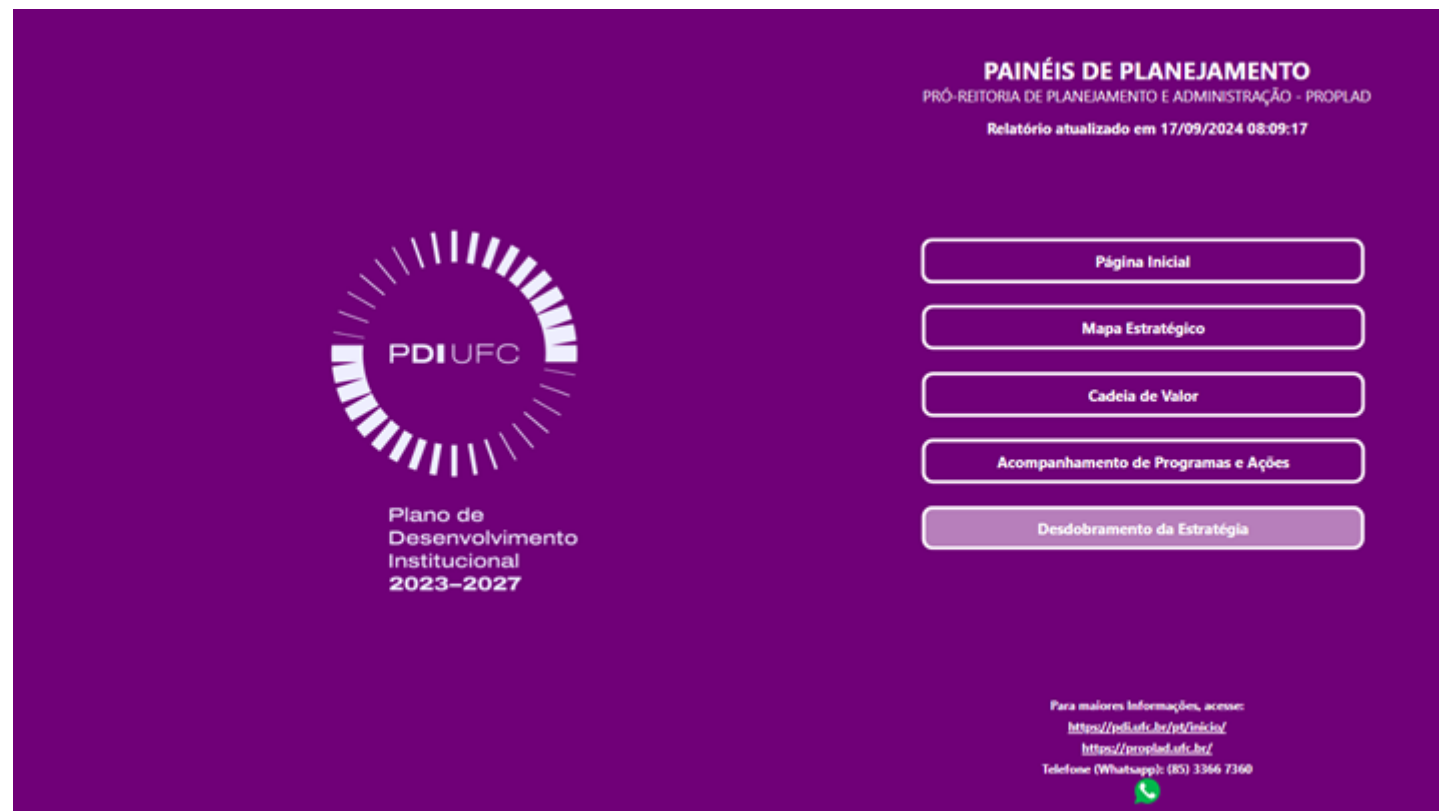 PAINÉIS DE PLANEJAMENTO
PRÓ-REITORIA DE PLANEJAMENTO E ADMINISTRAÇÃO - PROPLAD
Relatório atualizado em 17/09/2024 08:09:17
PDIUFC
Plano de
Desenvolvimento
Institucional
2023–2027
Página Inicial
Mapa Estratégico
Cadeia de Valor
Acompanhamento de Programas e Ações
Desdobramento da Estratégia
Para maiores Informações, acesse:
https://pdi.ufc.br/pt/inicio/
https://proplad.ufc.br/
Telefone (Whatsapp): (85) 3366 7360